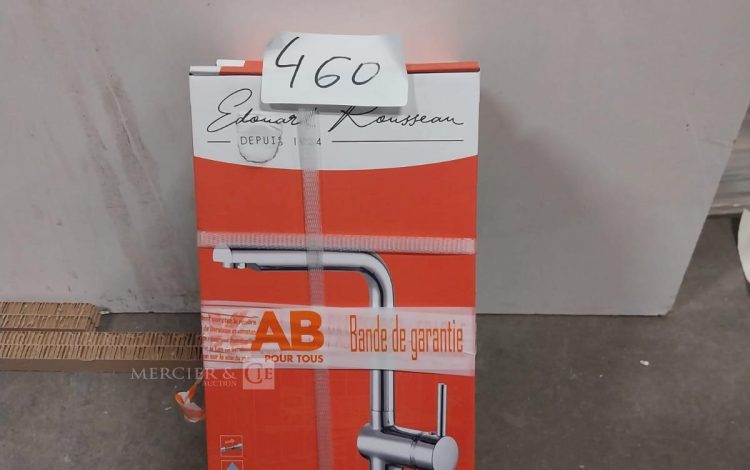 460
Edouard Rousseau
DEPUIS 1924
AB
POUR TOUS
Bande de garantie
MERCIER & CIE
AUCTION